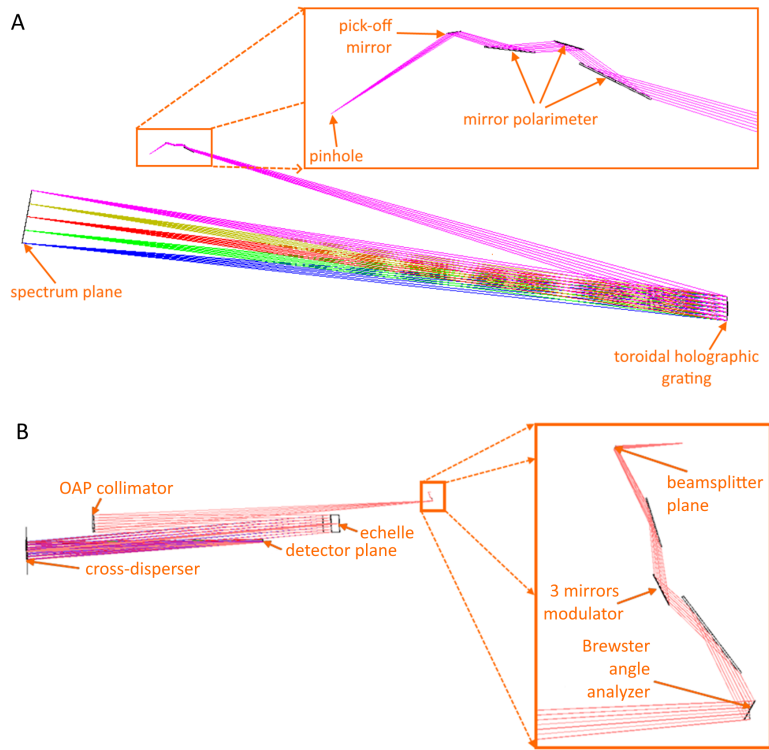 A
pick-off
mirror
mirror polarimeter
pinhole
spectrum plane
toroidal holographic
grating
B
OAP collimator
echelle
detector plane
cross-disperser
beamsplitter
plane
3 mirrors
modulator
Brewster
angle
analyzer